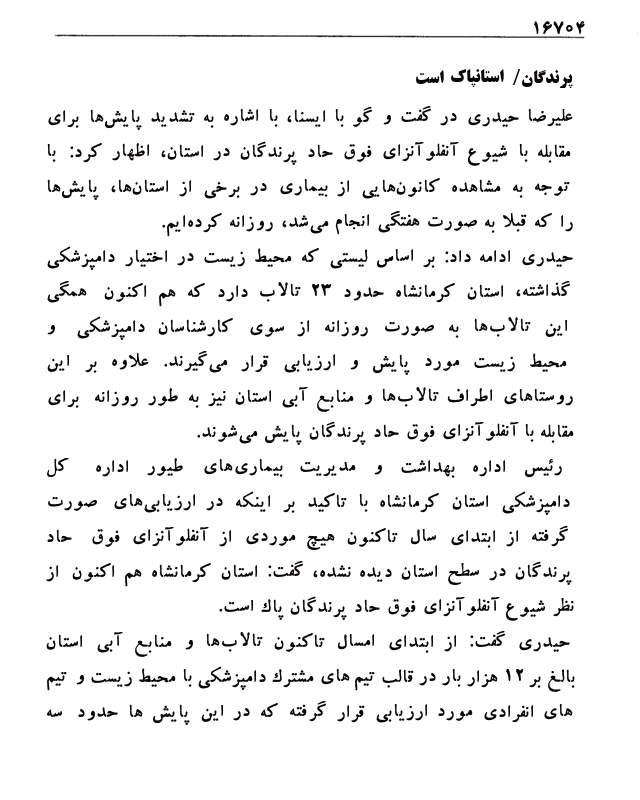 ۱۶۷۰۴
پرندگان/ استانپاک است
علیرضا حیدری در گفت و گو با ایسنا، با اشاره به تشدید پایش‌ها برای
مقابله با شیوع آنفلوآنزای فوق حاد پرندگان در استان، اظهار کرد: با
توجه به مشاهده کانون‌هایی از بیماری در برخی از استان‌ها، پایش‌ها
را که قبلا به صورت هفتگی انجام می‌شد، روزانه کرده‌ایم.
حیدری ادامه داد: بر اساس لیستی که محیط زیست در اختیار دامپزشکی
گذاشته، استان کرمانشاه حدود ۲۳ تالاب دارد که هم اکنون همگی
این تالاب‌ها به صورت روزانه از سوی کارشناسان دامپزشکی و
محیط زیست مورد پایش و ارزیابی قرار می‌گیرند. علاوه بر این
روستاهای اطراف تالاب‌ها و منابع آبی استان نیز به طور روزانه برای
مقابله با آنفلوآنزای فوق حاد پرندگان پایش می‌شوند.
رئیس اداره بهداشت و مدیریت بیماری‌های طیور اداره کل
دامپزشکی استان کرمانشاه با تاکید بر اینکه در ارزیابی‌های صورت
گرفته از ابتدای سال تاکنون هیچ موردی از آنفلوآنزای فوق حاد
پرندگان در سطح استان دیده نشده، گفت: استان کرمانشاه هم اکنون از
نظر شیوع آنفلوآنزای فوق حاد پرندگان پاك است.
حیدری گفت: از ابتدای امسال تاکنون تالاب‌ها و منابع آبی استان
بالغ بر ۱۲ هزار بار در قالب تیم های مشترك دامپزشکی با محیط زیست و تیم
های انفرادی مورد ارزیابی قرار گرفته که در این پایش ها حدود سه